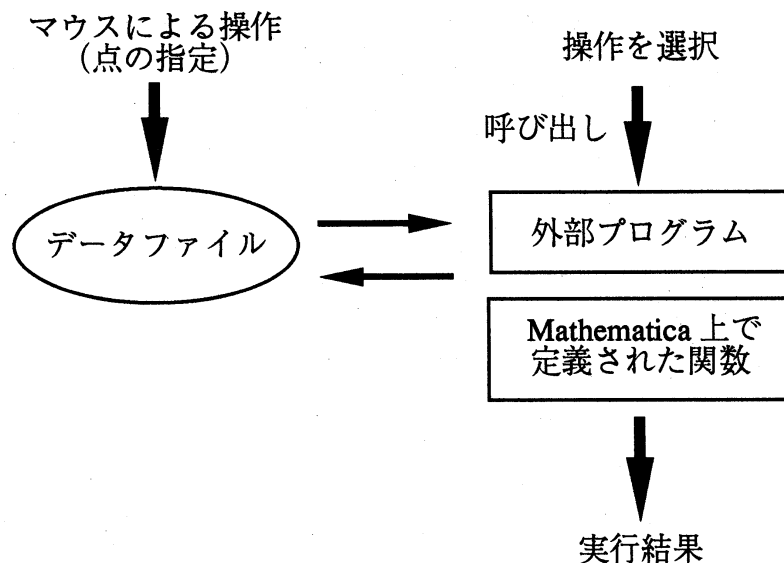 マウスによる操作
(点の指定)
操作を選択
呼び出し
データファイル
外部プログラム
Mathematica 上で
定義された関数
実行結果